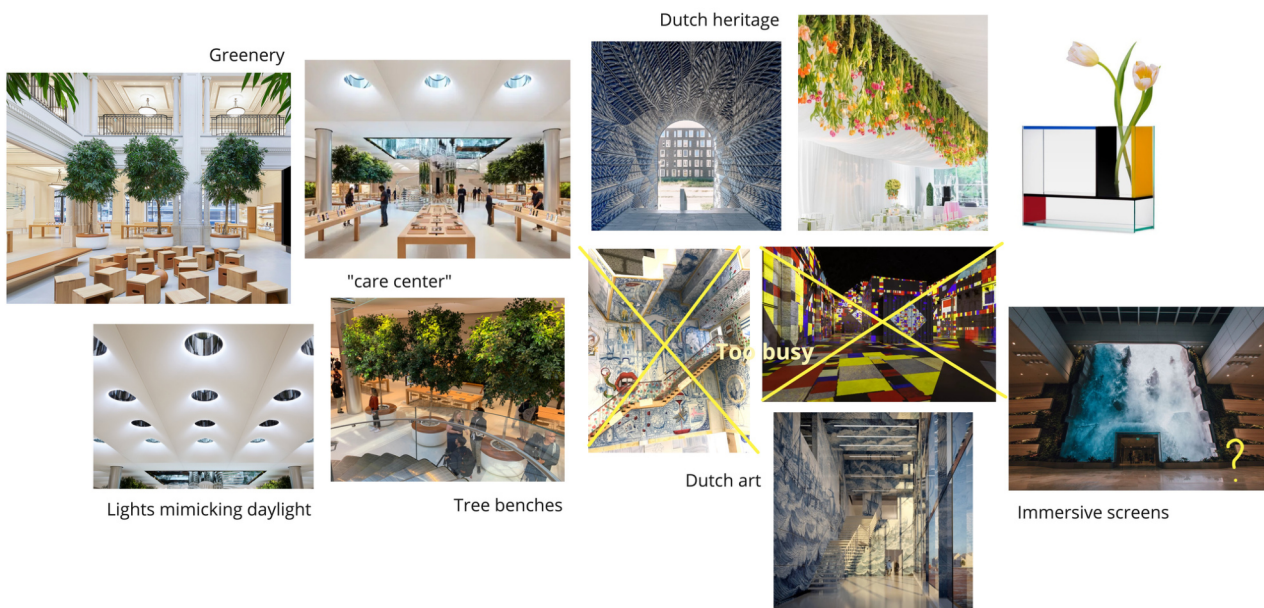 Dutch heritage
Greenery
"care center"
Too busy
Dutch art
Tree benches
Lights mimicking daylight
Immersive screens
?